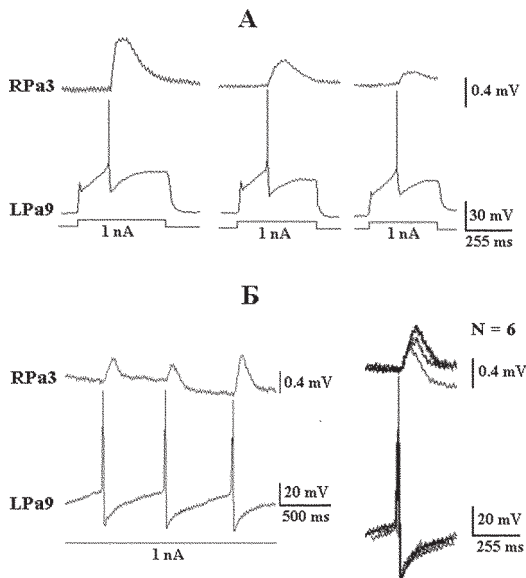 А
RPa3
0.4 mV
LPa9
30 mV
1 nA
1 nA
1 nA
255 ms
Б
N = 6
RPa3
0.4 mV
0.4 mV
LPa9
20 mV
500 ms
20 mV
255 ms
1 nA